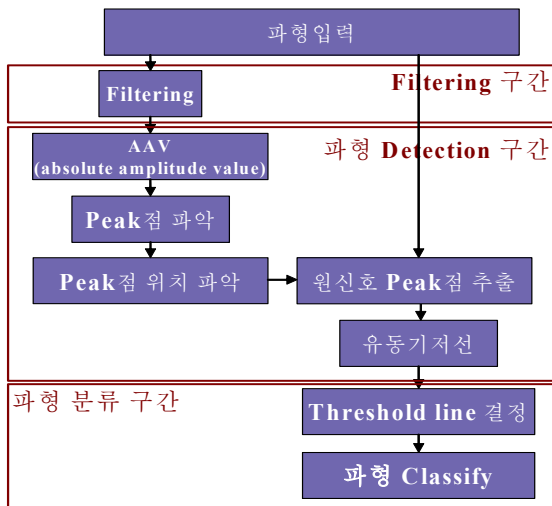 파형입력
Filtering 구간
Filtering
AAV
(absolute amplitude value)
파형 Detection 구간
Peak점 파악
Peak점 위치 파악
원신호 Peak점 추출
유동기저선
파형 분류 구간
Threshold line 결정
파형 Classify